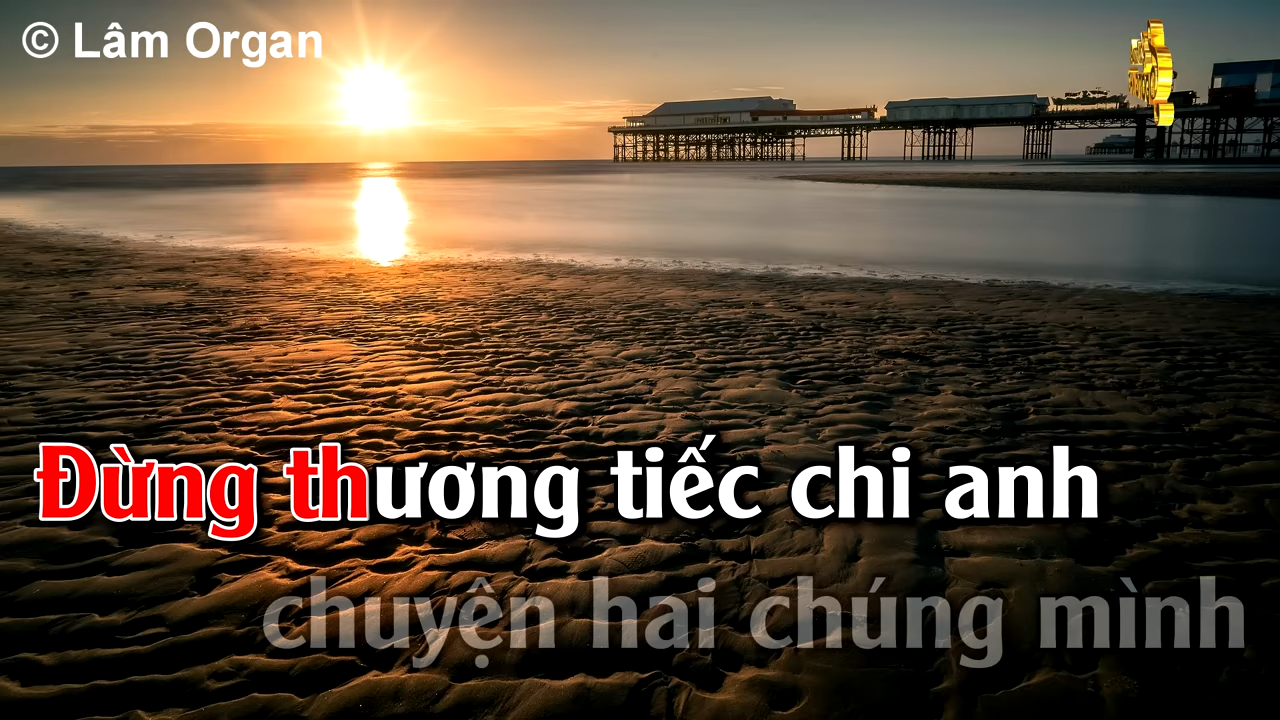 © Lâm Organ
Đừng thương tiếc chi anh
chuyện hai chúng mình